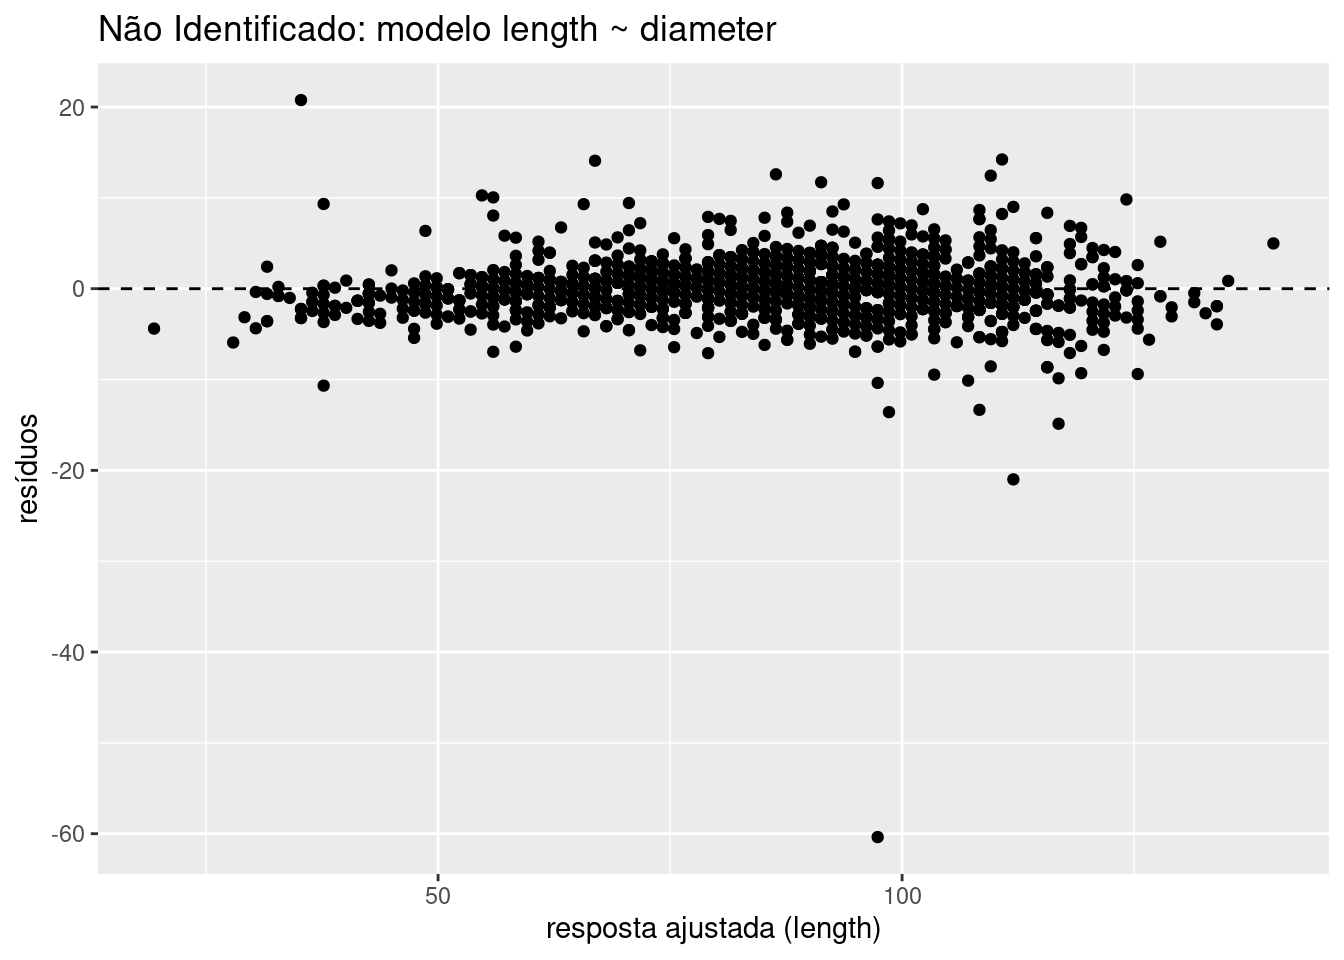 Não Identificado: modelo length ~ diameter
20
0
-20
-40
-60
resíduos
50
100
resposta ajustada (length)